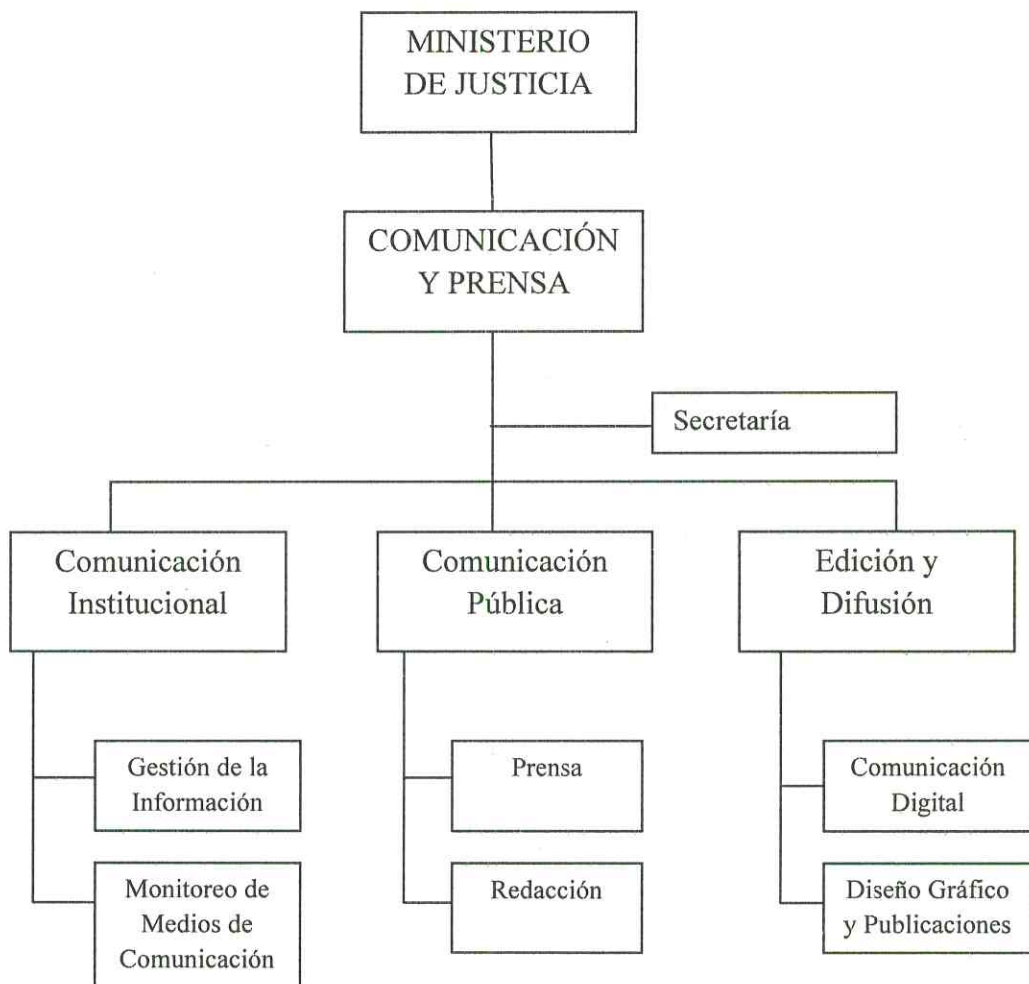 MINISTERIO
DE JUSTICIA
COMUNICACIÓN
Y PRENSA
Secretaría
Comunicación
Institucional
Comunicación
Pública
Edición y
Difusión
Gestión de la
Información
Prensa
Comunicación
Digital
Monitoreo de
Medios de
Comunicación
Redacción
Diseño Gráfico
y Publicaciones